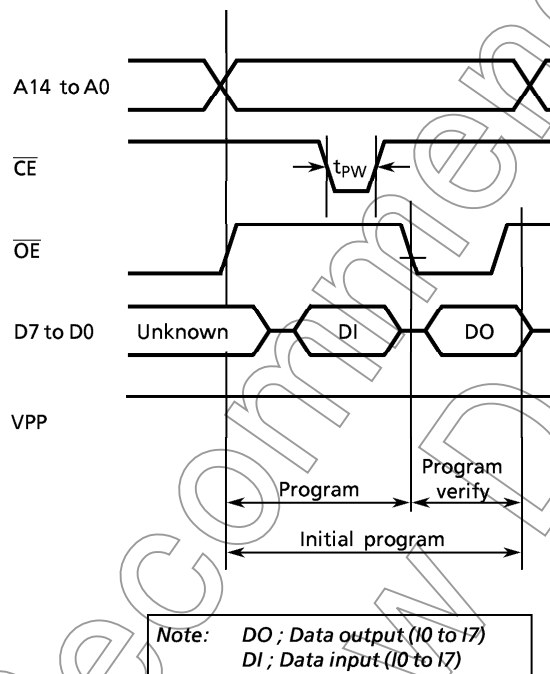 A14 to A0
CE
tPW
OE
D7 to D0
Unknown
DI
DO
VPP
Program
Program
verify
Initial program
Note: DO ; Data output (I0 to I7)
DI ; Data input (I0 to I7)